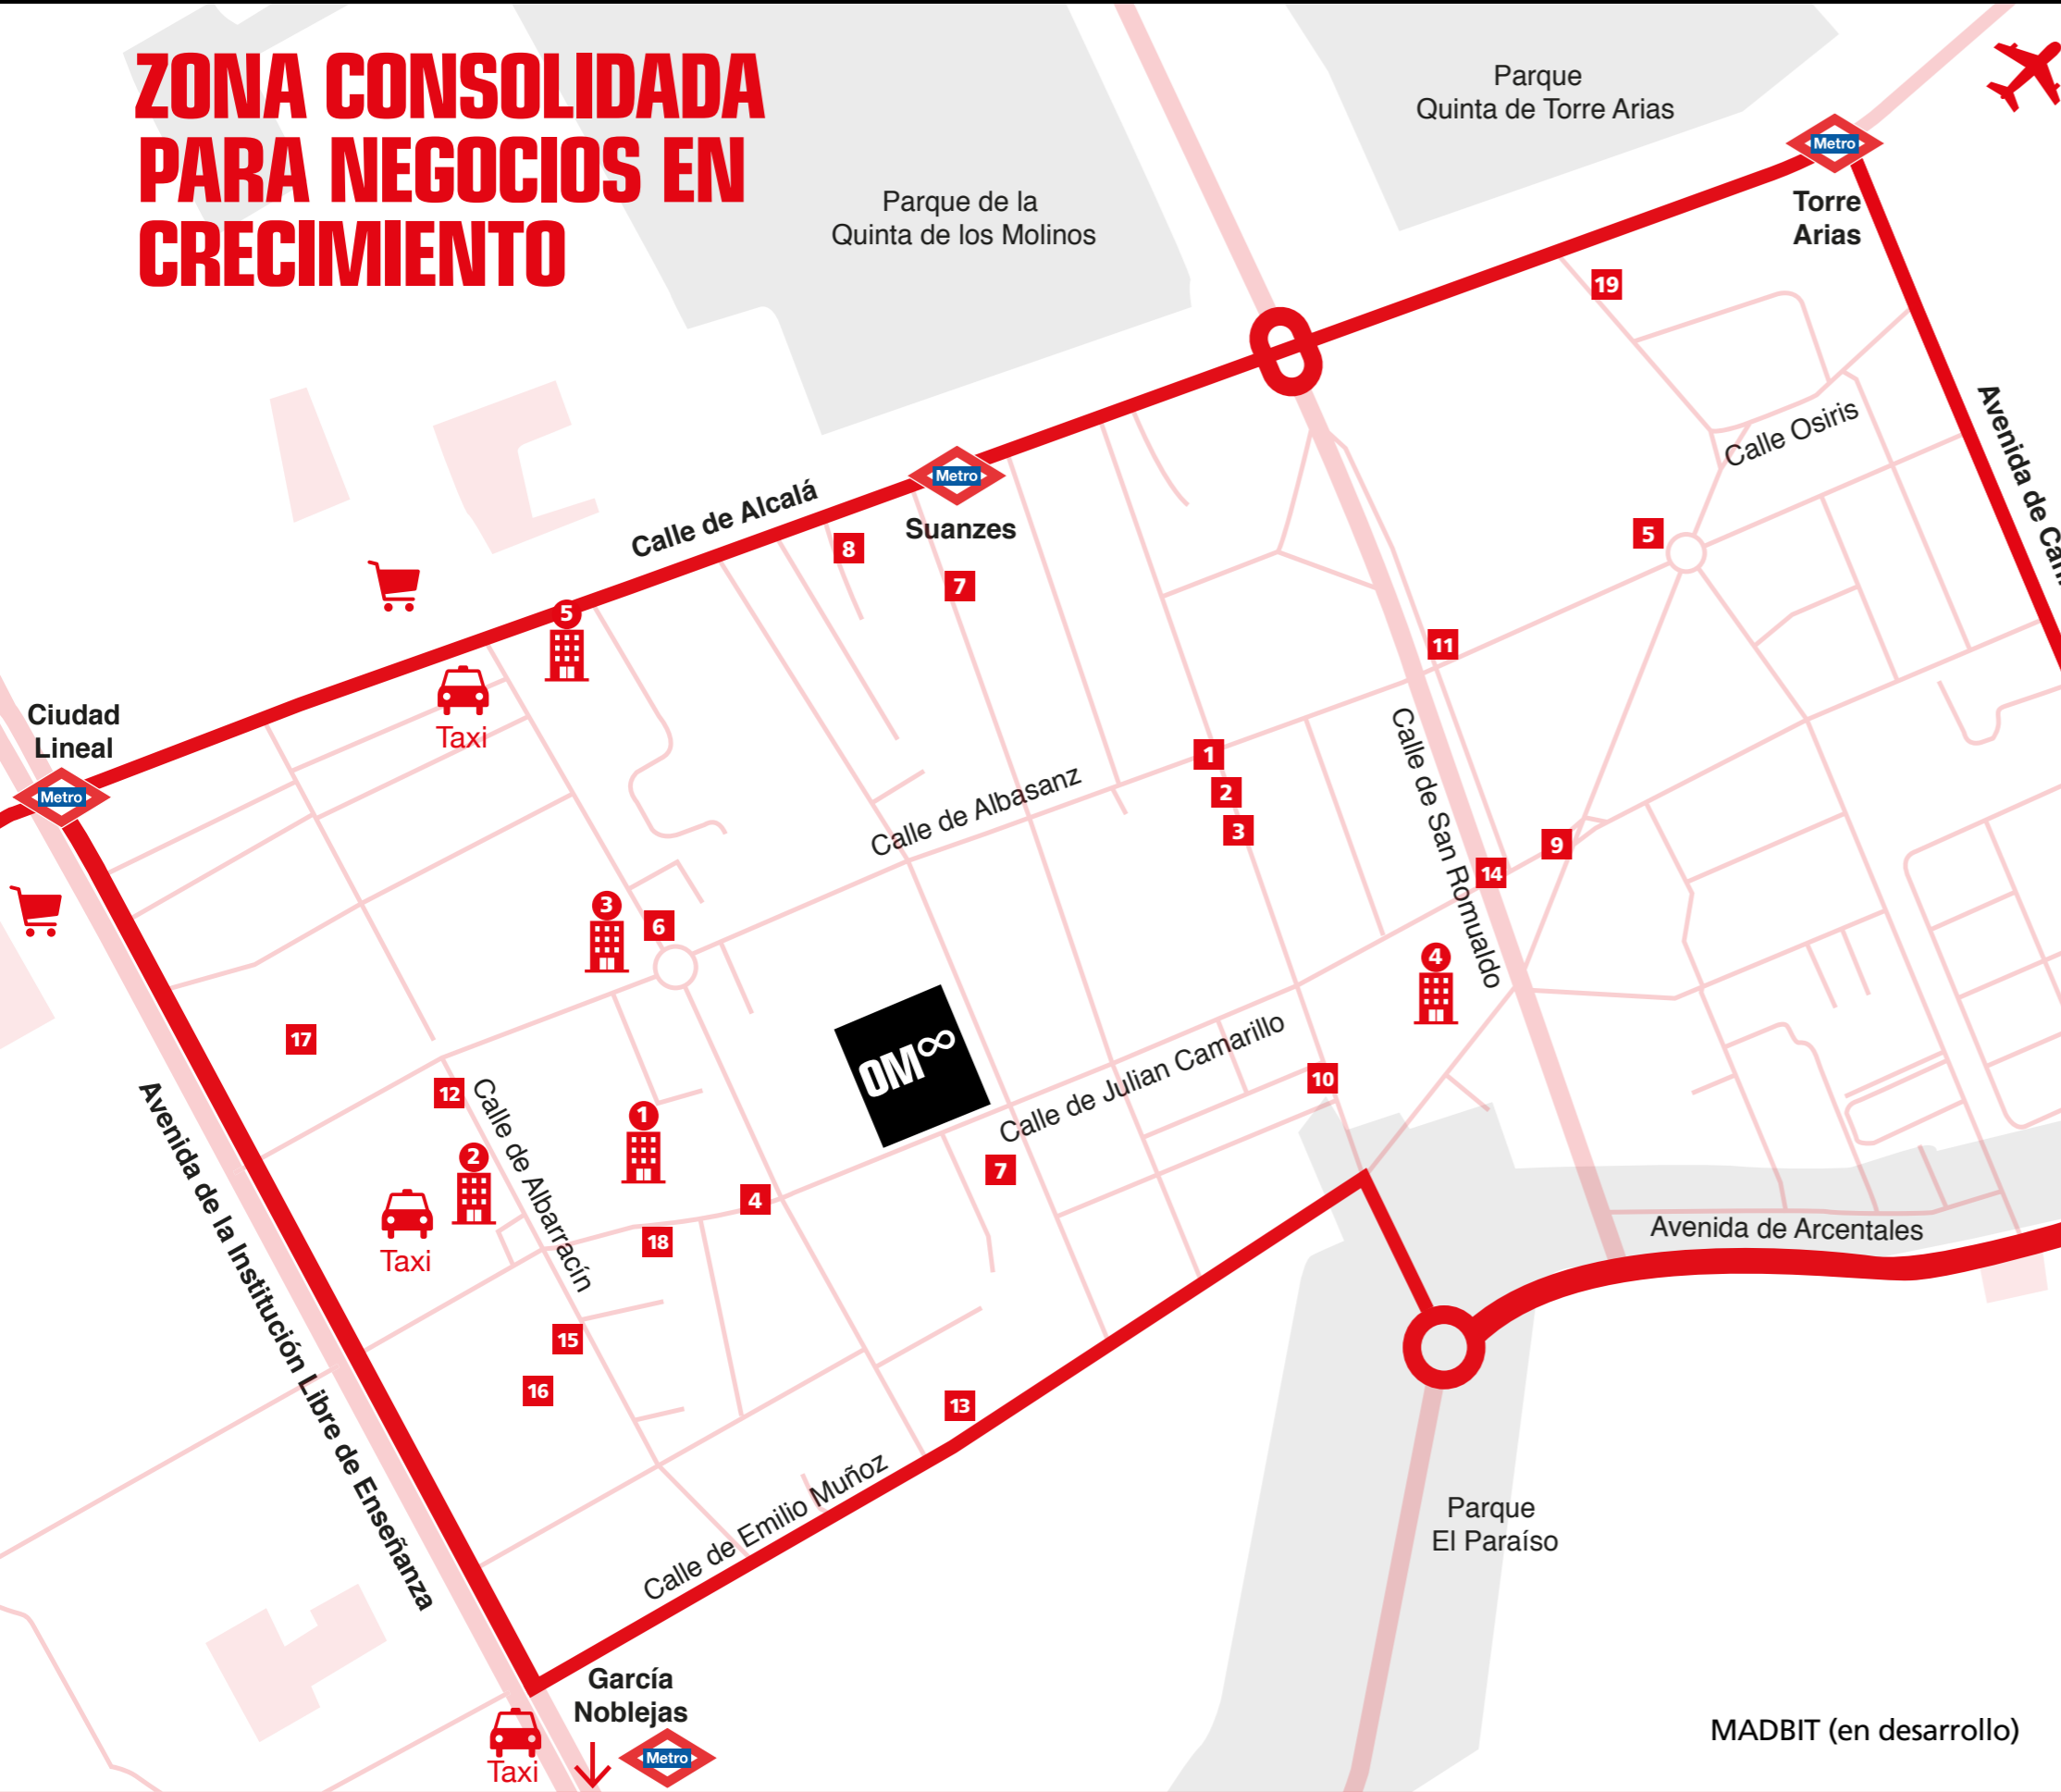 ZONA CONSOLIDADA
PARA NEGOCIOS EN
CRECIMIENTO
Parque
Quinta de Torre Arias
Metro
Torre
Arias
Parque de la
Quinta de los Molinos
19
Avenida de
Calle Osiris
Metro
Suanzes
Calle de Alcalá
8
7
5
5
Taxi
11
Ciudad
Lineal
Metro
1
2
3
Calle de Albasanz
Calle de San Romualdo
9
14
3
6
4
17
OM∞
Calle de Julian Camarillo
10
12
Calle de Albarracín
1
2
Taxi
7
4
18
Avenida de Arcentales
Avenida de la Institución Libre de Enseñanza
15
16
13
Calle de Emilio Muñoz
Parque
El Paraíso
García
Noblejas
Metro
Taxi
MADBIT (en desarrollo)